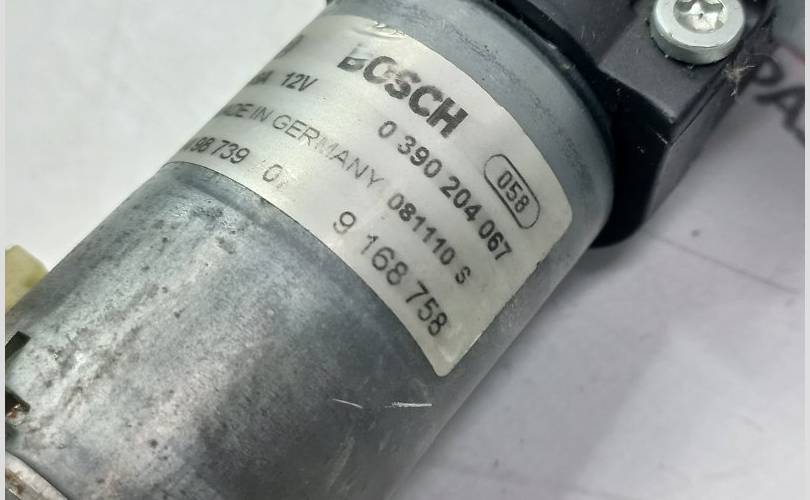 BOSCH
12V
0 390 204 067
058
MADE IN GERMANY 081110 S
9 168 758